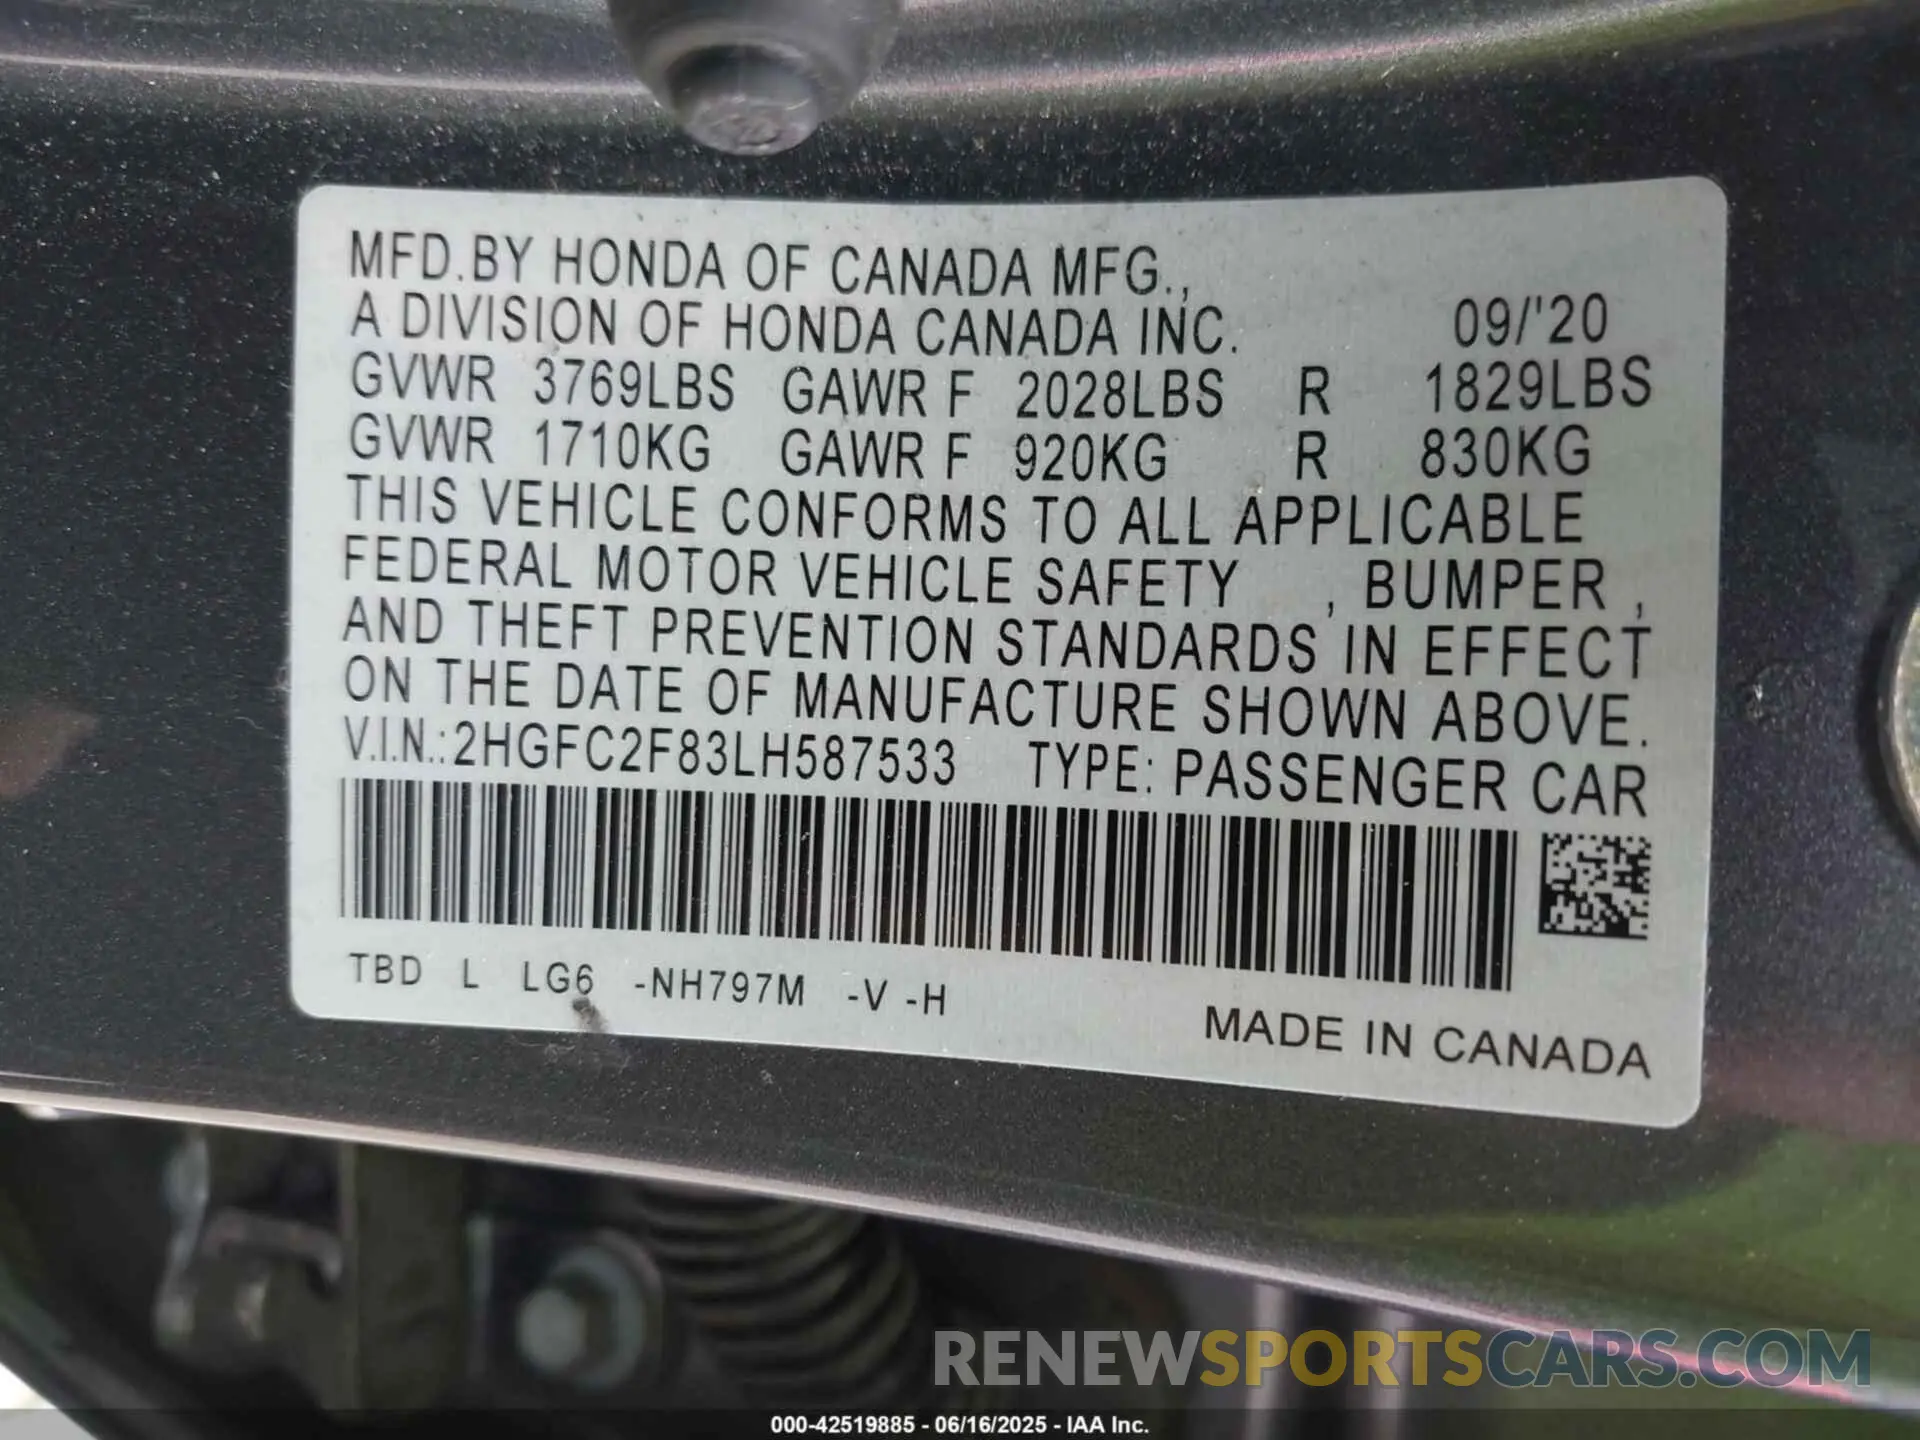 MFD.BY HONDA OF CANADA MFG.,
A DIVISION OF HONDA CANADA INC. 09/'20
GVWR 3769LBS GAWR F 2028LBS R 1829LBS
GVWR 1710KG GAWR F 920KG R 830KG
THIS VEHICLE CONFORMS TO ALL APPLICABLE
FEDERAL MOTOR VEHICLE SAFETY , BUMPER ,
AND THEFT PREVENTION STANDARDS IN EFFECT
ON THE DATE OF MANUFACTURE SHOWN ABOVE.
V.I.N.:2HGFC2F83LH587533 TYPE: PASSENGER CAR
TBD L LG6 -NH797M -V -H
MADE IN CANADA
RENEWSPORTSCARS.COM
000-42519885 - 06/16/2025 - IAA Inc.